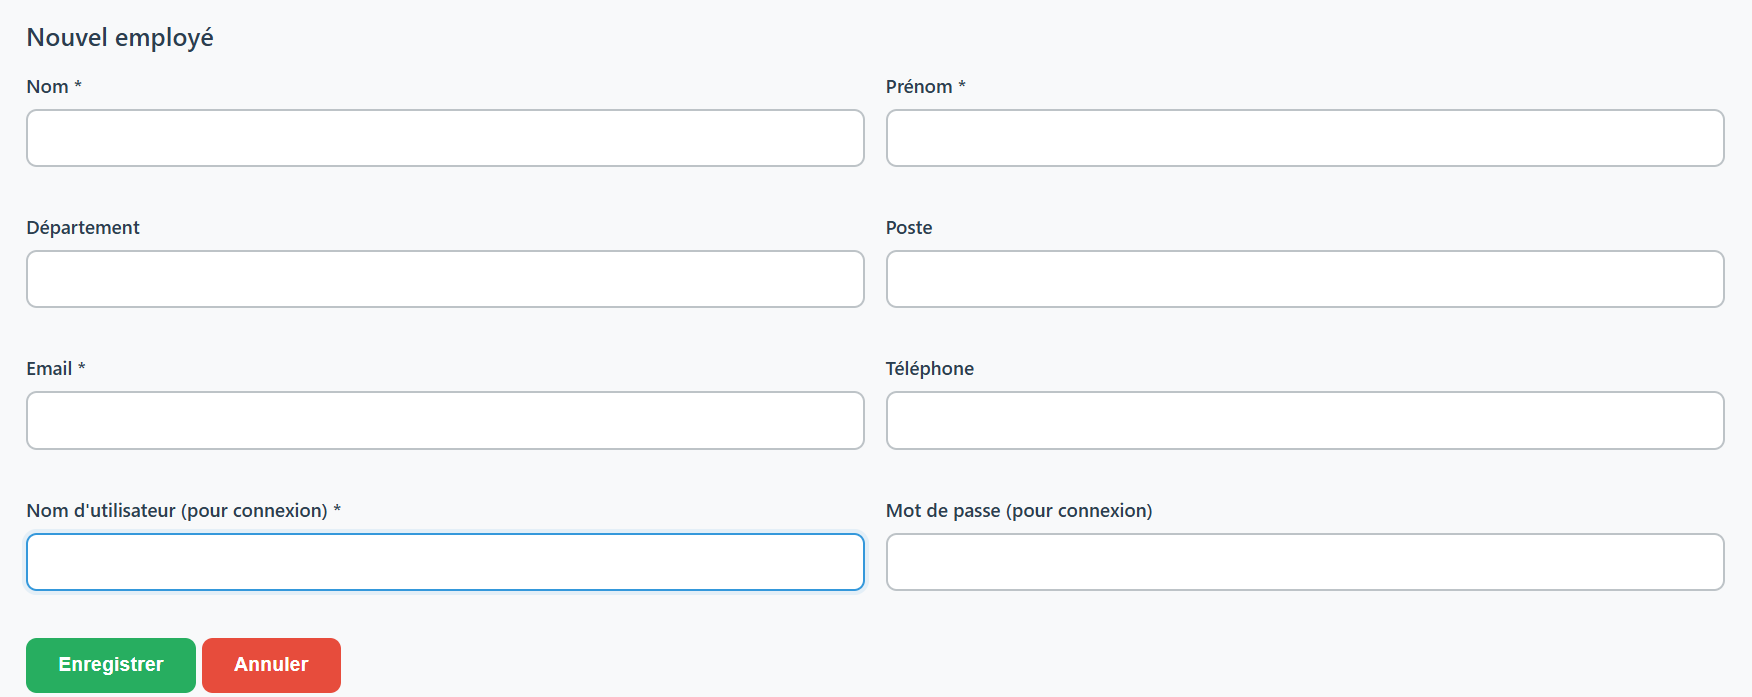 Nouvel employé
Nom * Prénom *
Département Poste
Email * Téléphone
Nom d'utilisateur (pour connexion) * Mot de passe (pour connexion)
Enregistrer Annuler